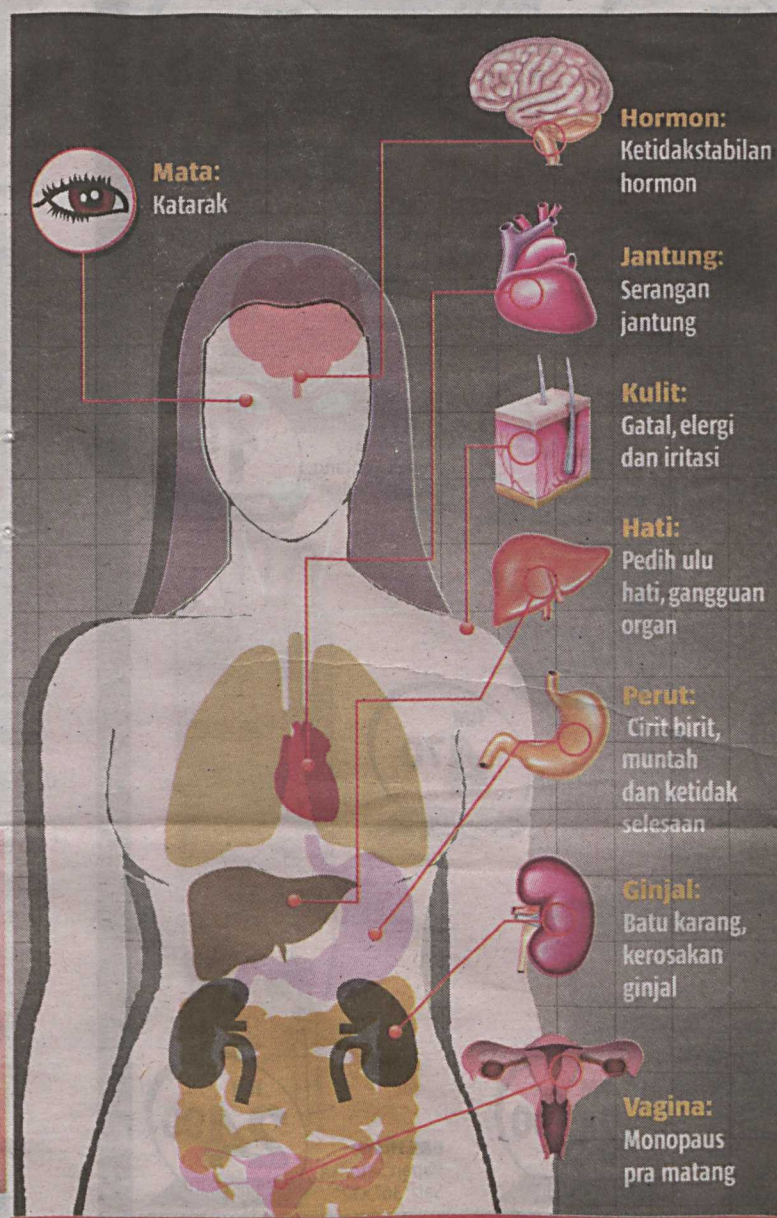 Mata:
Katarak
Hormon:
Ketidakstabilan
hormon
Jantung:
Serangan
jantung
Kulit:
Gatal, elergi
dan iritasi
Hati:
Pedih ulu
hati, gangguan
organ
Perut:
Cirit birit,
muntah
dan ketidak
selesaan
Ginjal:
Batu karang,
kerosakan
ginjal
Vagina:
Monopaus
pra matang